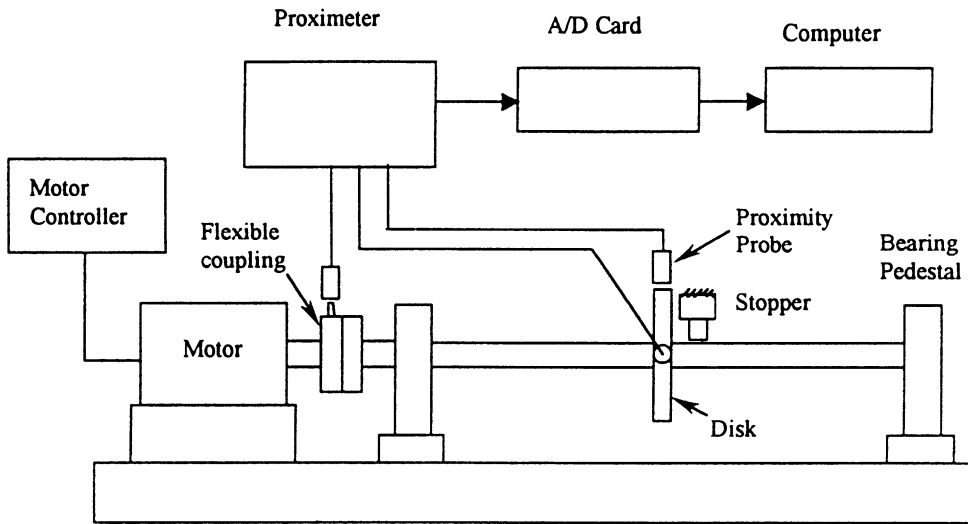 Proximeter
A/D Card
Computer
Motor
Controller
Flexible
coupling
Proximity
Probe
Bearing
Pedestal
Stopper
Motor
Disk